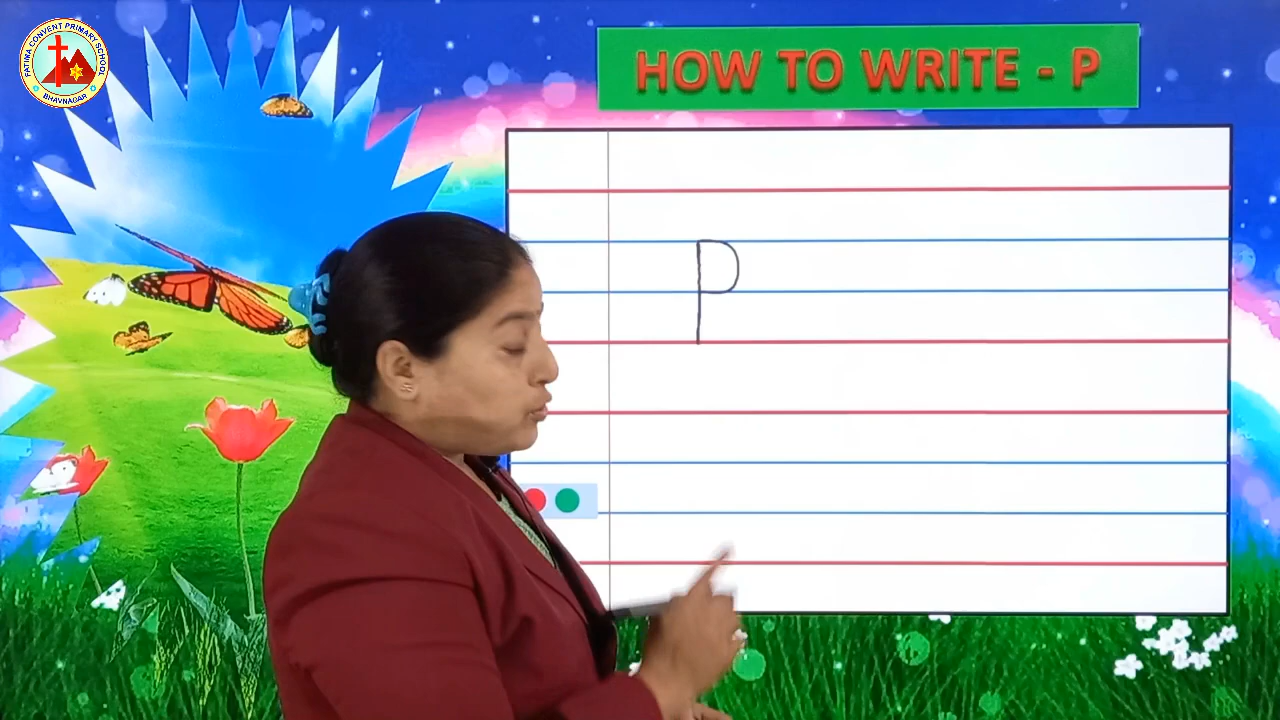 FATIMA CONVENT PRIMARY SCHOOL
BHAVNAGAR
HOW TO WRITE - P
P